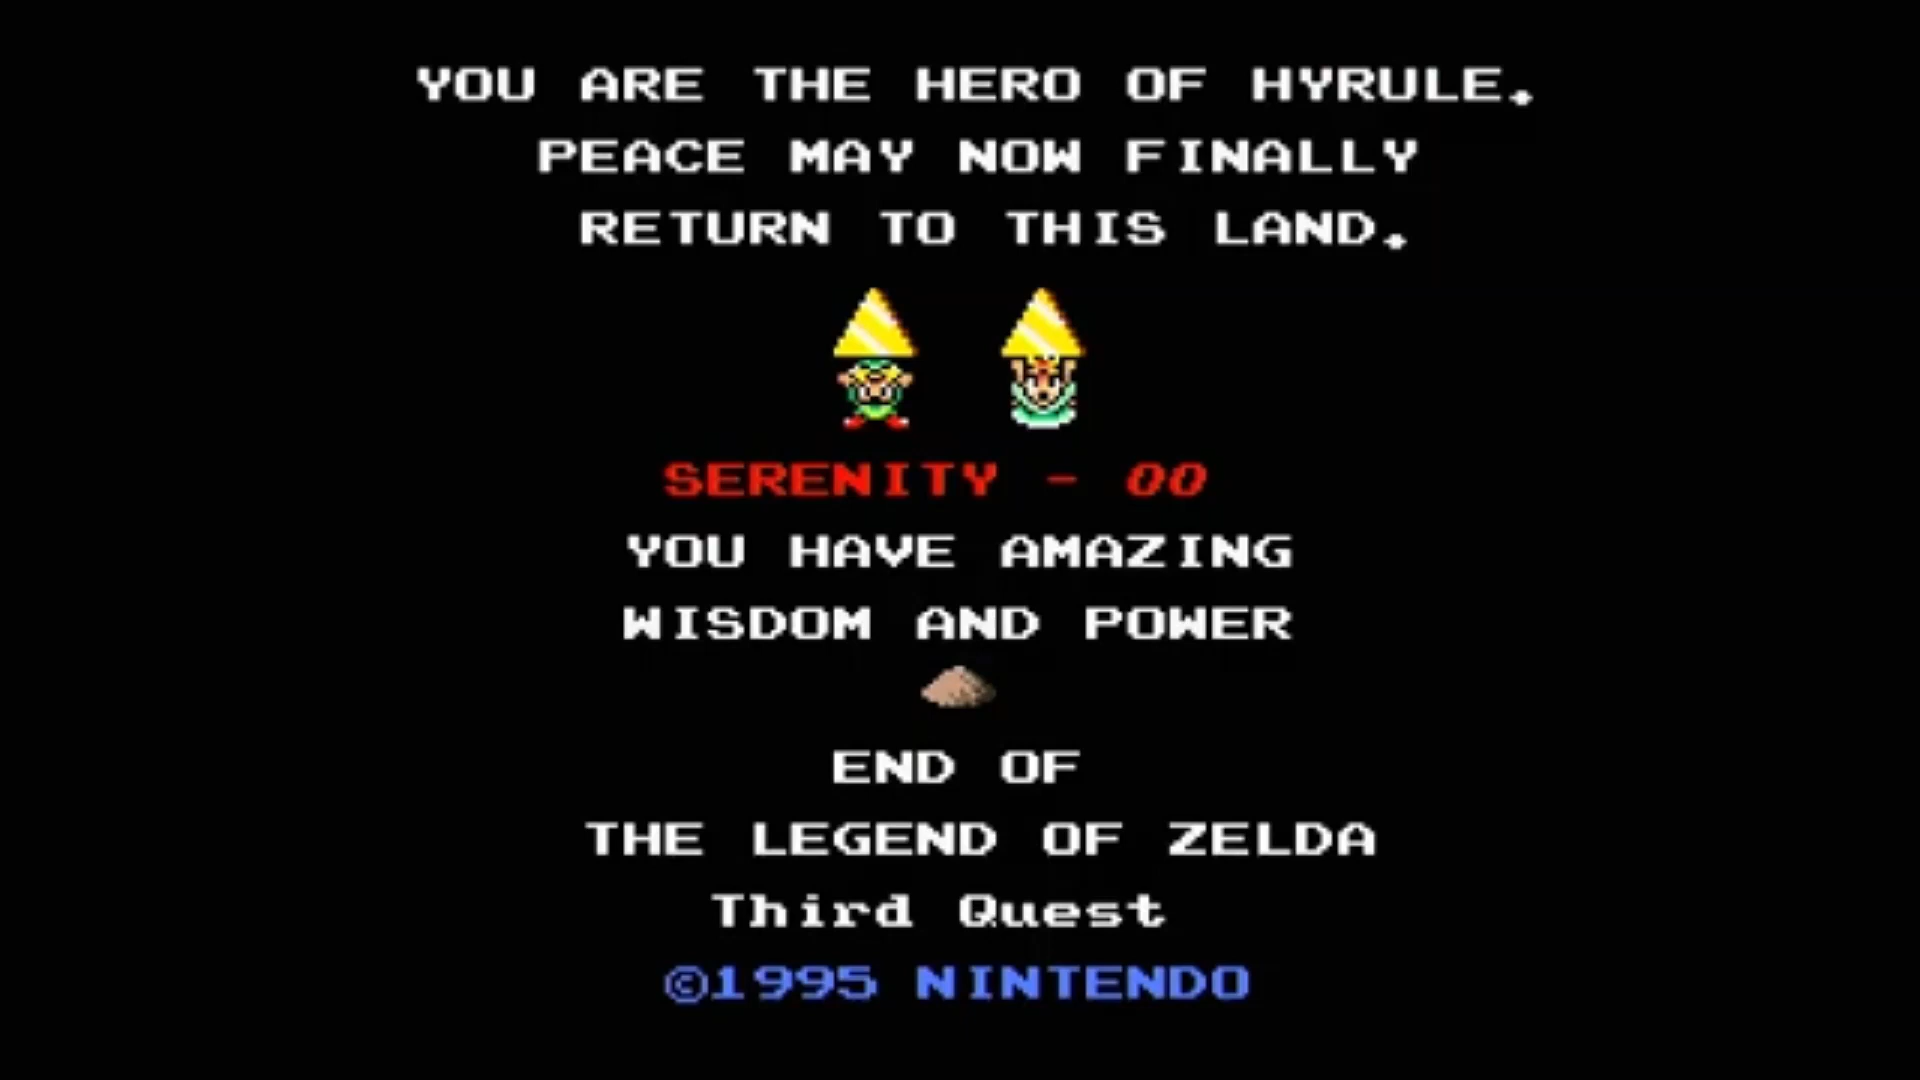 YOU ARE THE HERO OF HYRULE.
PEACE MAY NOW FINALLY
RETURN TO THIS LAND.
SERENITY - 00
YOU HAVE AMAZING
WISDOM AND POWER
END OF
THE LEGEND OF ZELDA
Third Quest
©1995 NINTENDO